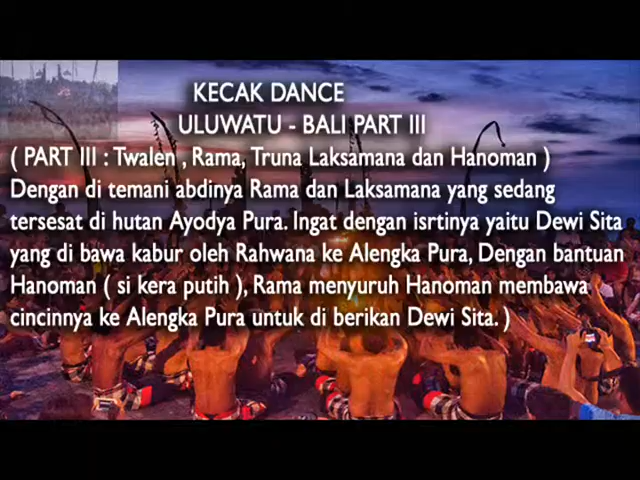 KECAK DANCE
ULUWATU - BALI PART III
( PART III : Twalen , Rama, Truna Laksamana dan Hanoman )
Dengan di temani abdinya Rama dan Laksamana yang sedang
tersesat di hutan Ayodya Pura. Ingat dengan isrtinya yaitu Dewi Sita
yang di bawa kabur oleh Rahwana ke Alengka Pura, Dengan bantuan
Hanoman ( si kera putih ), Rama menyuruh Hanoman membawa
cincinnya ke Alengka Pura untuk di berikan Dewi Sita. )